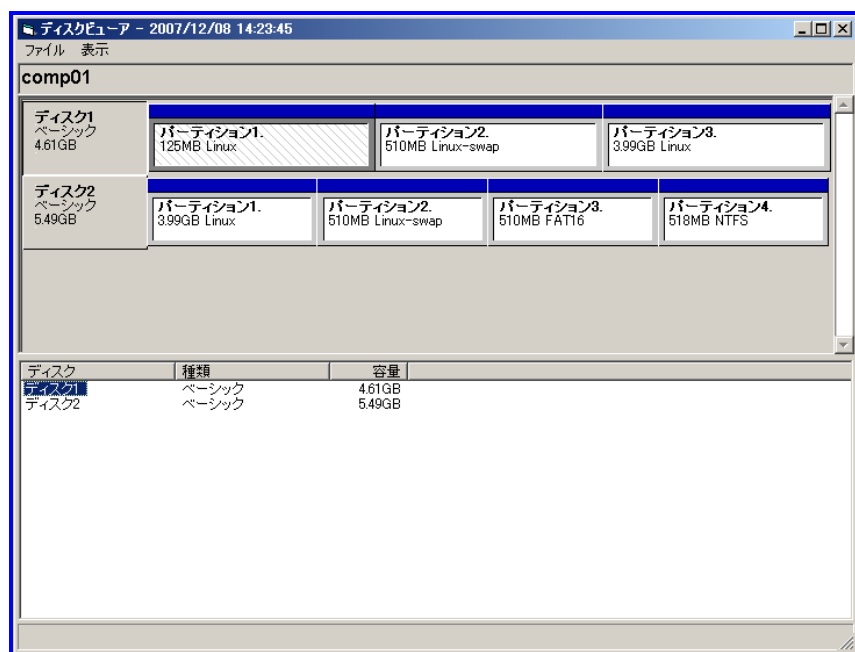 ディスクビューア - 2007/12/08 14:23:45
ファイル 表示
comp01
ディスク1
ベーシック
4.61GB
パーティション1.
125MB Linux
パーティション2.
510MB Linux-swap
パーティション3.
3.99GB Linux
ディスク2
ベーシック
5.49GB
パーティション1.
3.99GB Linux
パーティション2.
510MB Linux-swap
パーティション3.
510MB FAT16
パーティション4.
518MB NTFS
ディスク 種類 容量
ディスク1 ベーシック 4.61GB
ディスク2 ベーシック 5.49GB